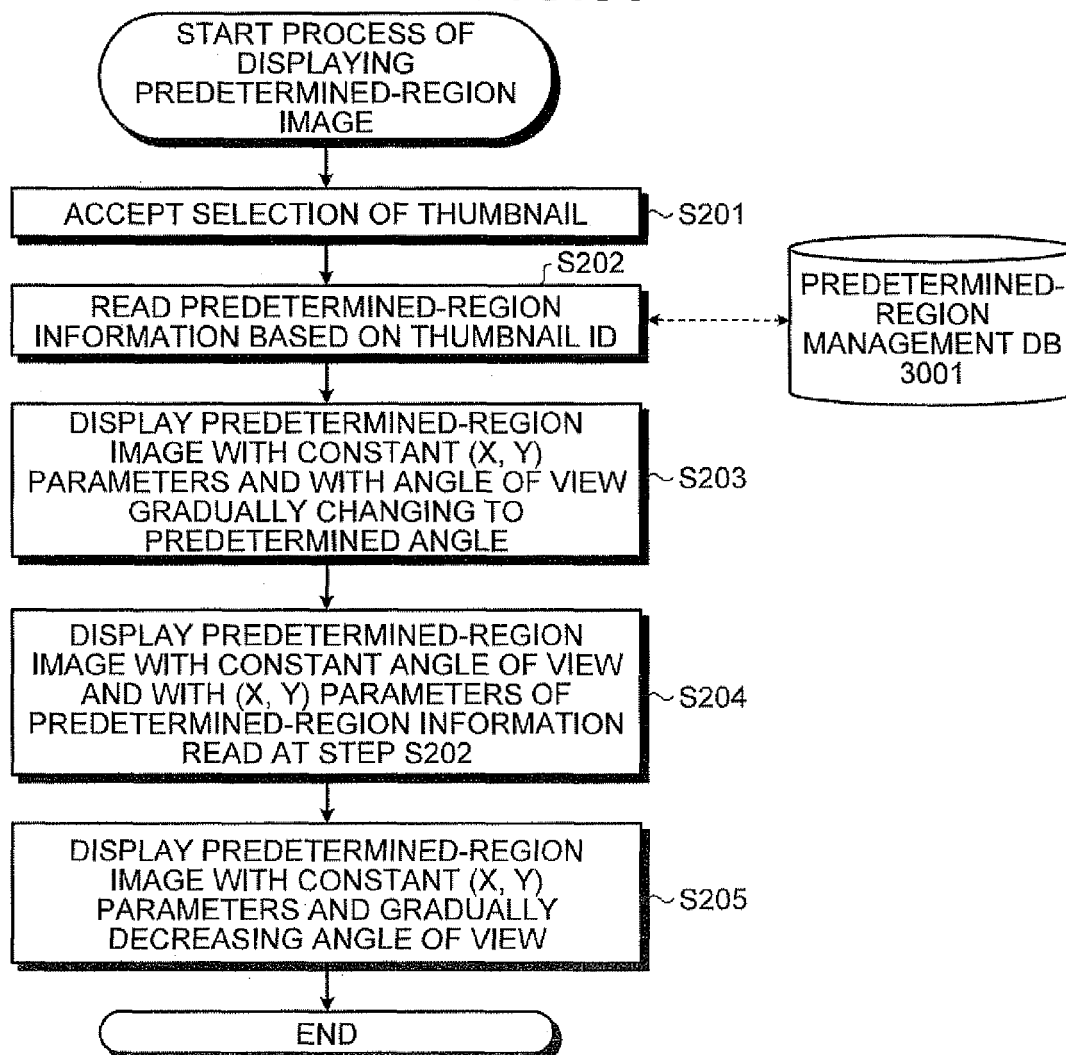 START PROCESS OF
DISPLAYING
PREDETERMINED-REGION
IMAGE
ACCEPT SELECTION OF THUMBNAIL
S201
S202
READ PREDETERMINED-REGION
INFORMATION BASED ON THUMBNAIL ID
PREDETERMINED-
REGION
MANAGEMENT DB
3001
DISPLAY PREDETERMINED-REGION
IMAGE WITH CONSTANT (X, Y)
PARAMETERS AND WITH ANGLE OF VIEW
GRADUALLY CHANGING TO
PREDETERMINED ANGLE
S203
DISPLAY PREDETERMINED-REGION
IMAGE WITH CONSTANT ANGLE OF VIEW
AND WITH (X, Y) PARAMETERS OF
PREDETERMINED-REGION INFORMATION
READ AT STEP S202
S204
DISPLAY PREDETERMINED-REGION
IMAGE WITH CONSTANT (X, Y)
PARAMETERS AND GRADUALLY
DECREASING ANGLE OF VIEW
S205
END